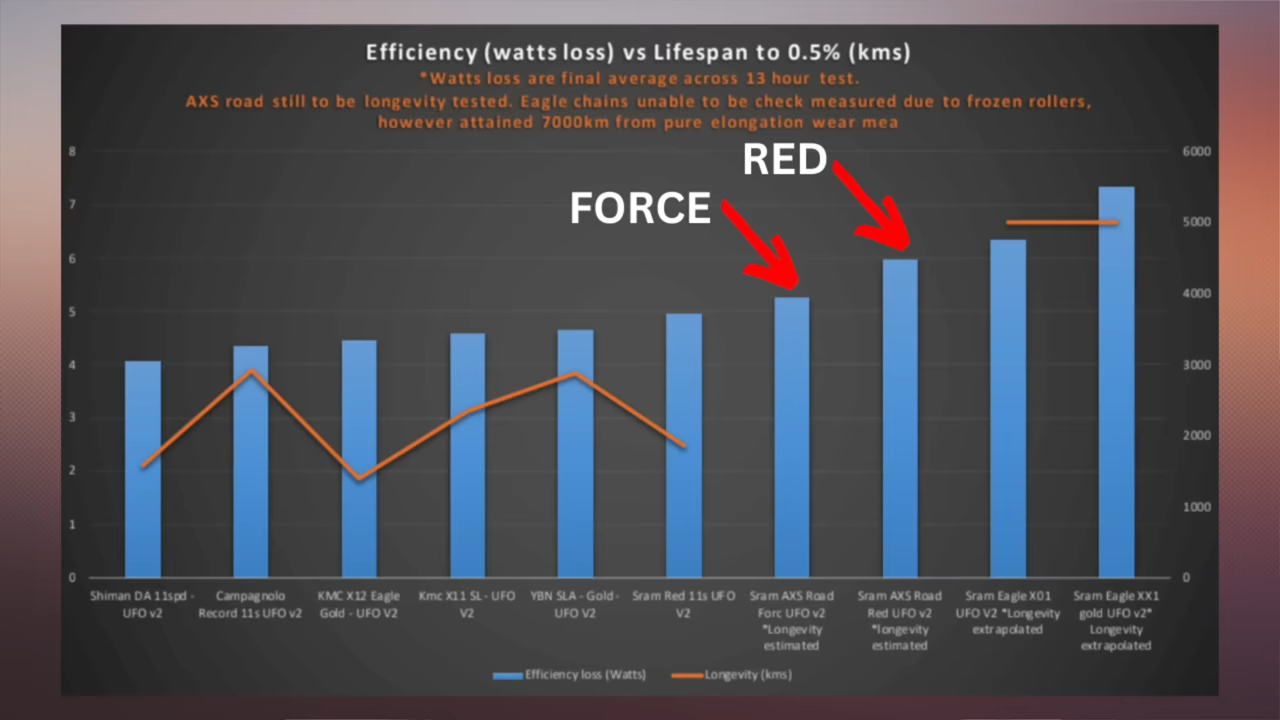 Efficiency (watts loss) vs Lifespan to 0.5% (kms)
*Watts loss are final average across 13 hour test.
AXS road still to be longevity tested. Eagle chains unable to be check measured due to frozen rollers,
however attained 7000km from pure elongation wear mea
RED
FORCE
8
7
6
5
4
3
2
1
0
6000
5000
4000
3000
2000
1000
0
Shiman DA 11spd -
UFO v2
Campagnolo
Record 11s UFO v2
KMC X12 Eagle
Gold - UFO V2
Kmc X11 SL - UFO
V2
YBN SLA - Gold -
UFO V2
Sram Red 11s UFO
V2
Sram AXS Road
Forc UFO v2
*Longevity
estimated
Sram AXS Road
Red UFO v2
*longevity
estimated
Sram Eagle X01
UFO V2 *Longevity
extrapolated
Sram Eagle XX1
gold UFO v2*
Longevity
extrapolated
Efficiency loss (Watts)
Longevity (kms)